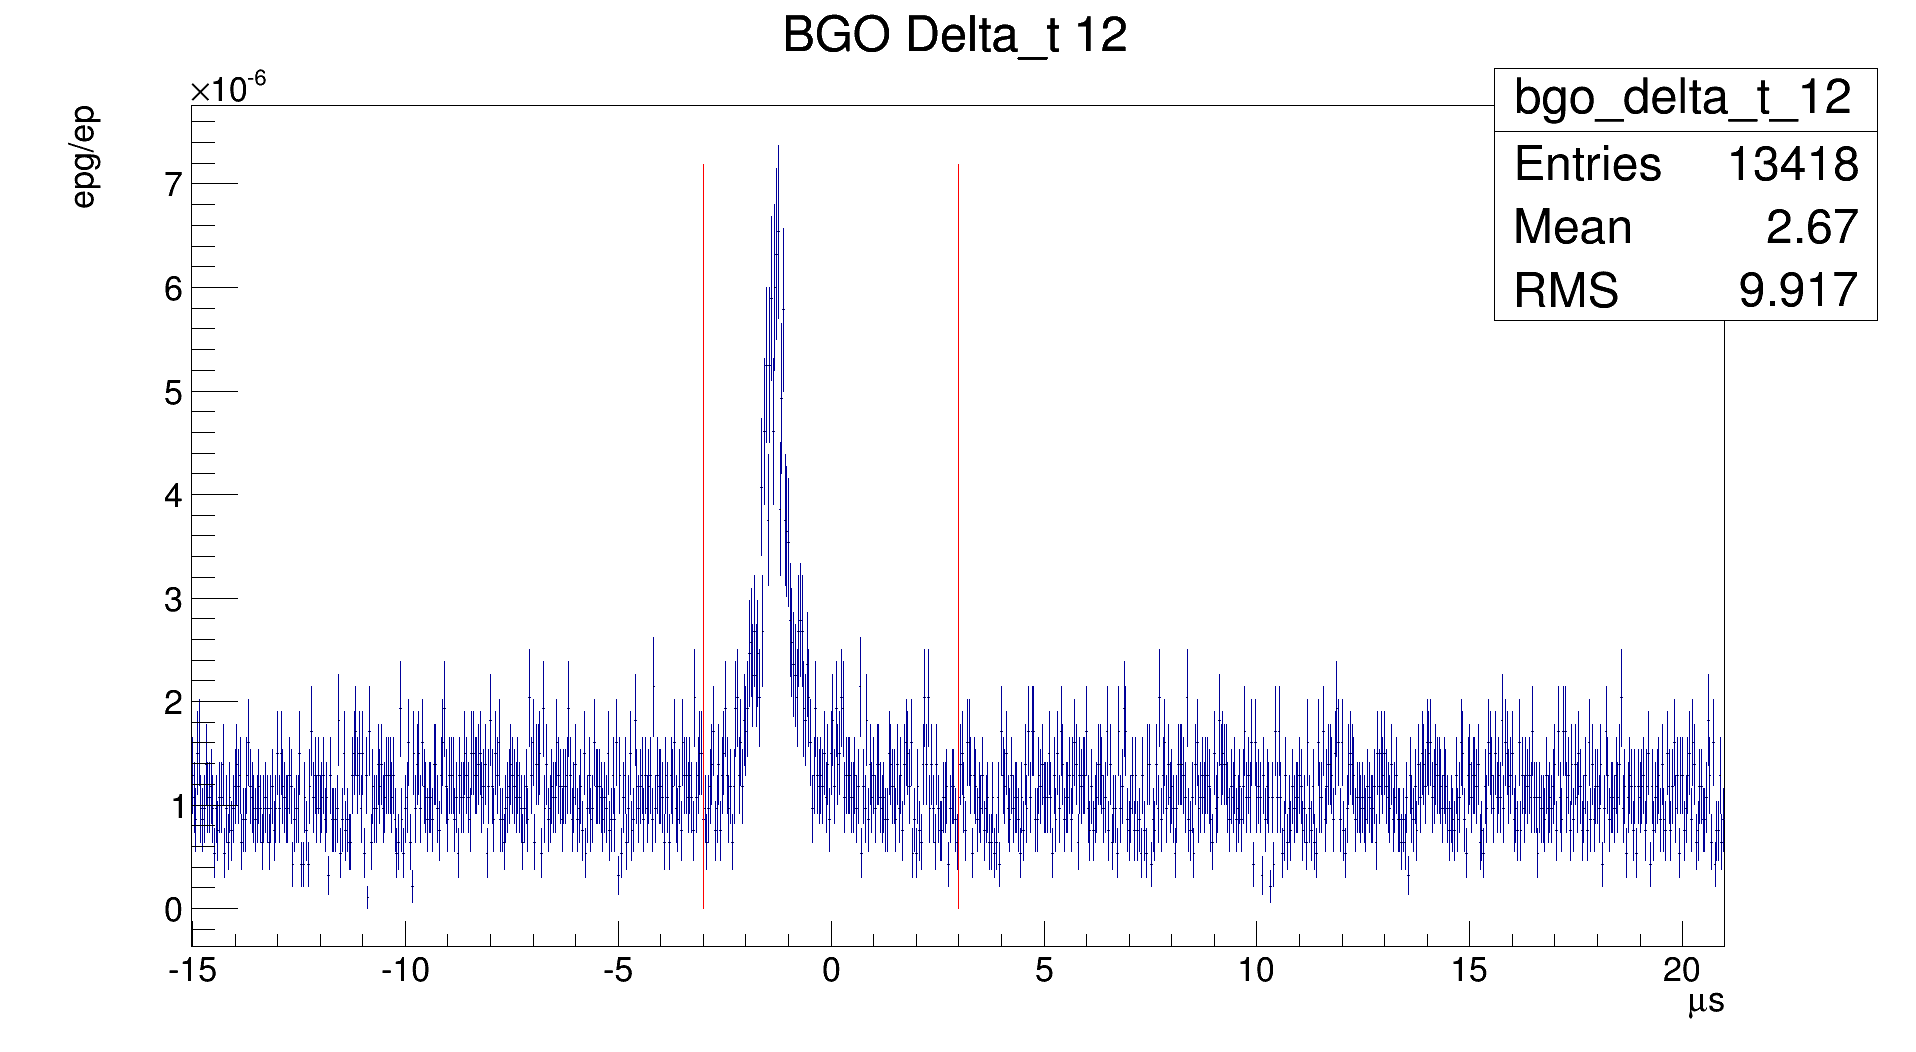 BGO Delta_t 12
×10-6
epg/ep
bgo_delta_t_12
Entries 13418
Mean 2.67
RMS 9.917
7
6
5
4
3
2
1
0
-15 -10 -5 0 5 10 15 20
μs